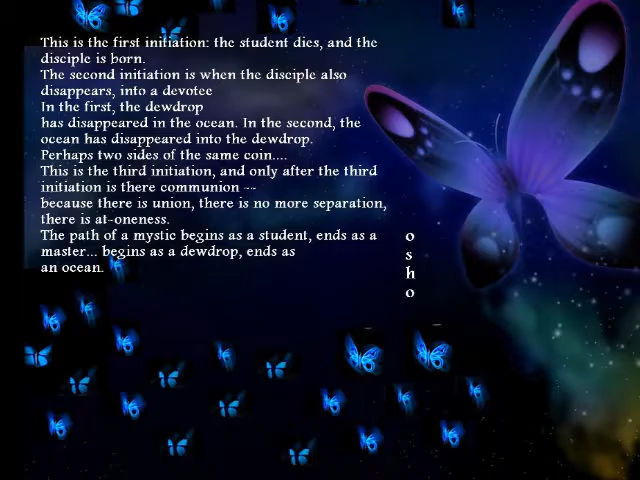 This is the first initiation: the student dies, and the
disciple is born.
The second initiation is when the disciple also
disappears, into a devotee
In the first, the dewdrop
has disappeared in the ocean. In the second, the
ocean has disappeared into the dewdrop.
Perhaps two sides of the same coin....
This is the third initiation, and only after the third
initiation is there communion --
because there is union, there is no more separation,
there is at-oneness.
The path of a mystic begins as a student, ends as a
master... begins as a dewdrop, ends as
an ocean.
o
s
h
o